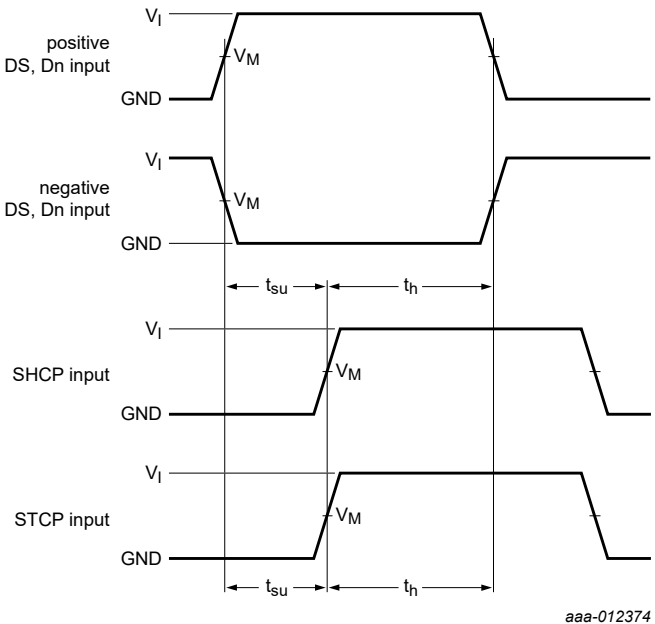 V_I
positive
DS, Dn input
V_M
GND
V_I
negative
DS, Dn input
V_M
GND
t_su
t_h
V_I
SHCP input
V_M
GND
V_I
STCP input
V_M
GND
t_su
t_h
aaa-012374